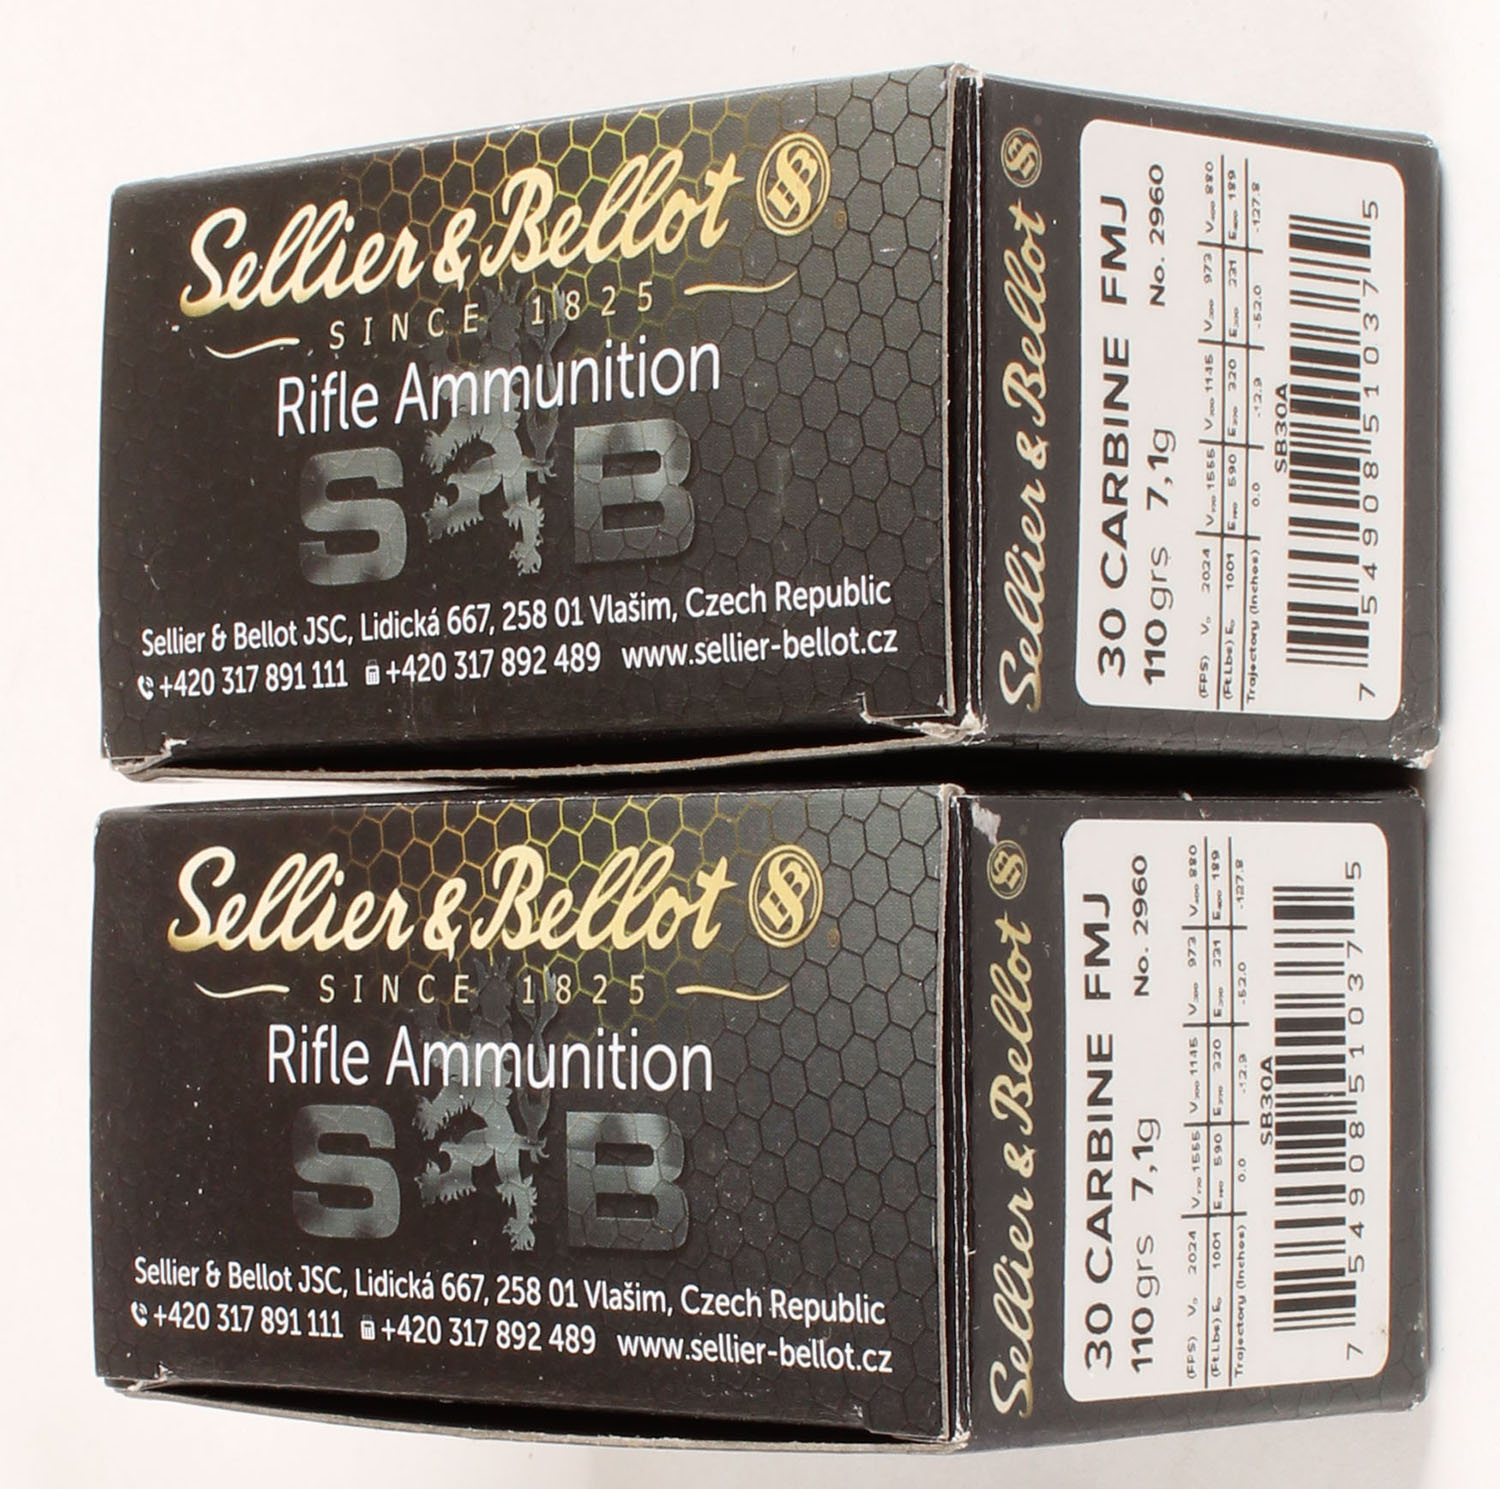 Sellier & Bellot
SINCE 1825
Rifle Ammunition
S B
Sellier & Bellot JSC, Lidická 667, 258 01 Vlašim, Czech Republic
+420 317 891 111 +420 317 892 489 www.sellier-bellot.cz
Sellier & Bellot
30 CARBINE FMJ
110 grs 7,1g No. 2960
(FPS) V₀ 2024 V₁₀₀ 1555 V₂₀₀ 1145 V₃₀₀ 973 V₄₀₀ 880
(Ft.Lbs) E₀ 1001 E₁₀₀ 590 E₂₀₀ 320 E₃₀₀ 231 E₄₀₀ 189
Trajectory (Inches) 0.0 -12.9 -52.0 -127.8
SB30A
7 54908 51037 5
Sellier & Bellot
SINCE 1825
Rifle Ammunition
S B
Sellier & Bellot JSC, Lidická 667, 258 01 Vlašim, Czech Republic
+420 317 891 111 +420 317 892 489 www.sellier-bellot.cz
Sellier & Bellot
30 CARBINE FMJ
110 grs 7,1g No. 2960
(FPS) V₀ 2024 V₁₀₀ 1555 V₂₀₀ 1145 V₃₀₀ 973 V₄₀₀ 880
(Ft.Lbs) E₀ 1001 E₁₀₀ 590 E₂₀₀ 320 E₃₀₀ 231 E₄₀₀ 189
Trajectory (Inches) 0.0 -12.9 -52.0 -127.8
SB30A
7 54908 51037 5